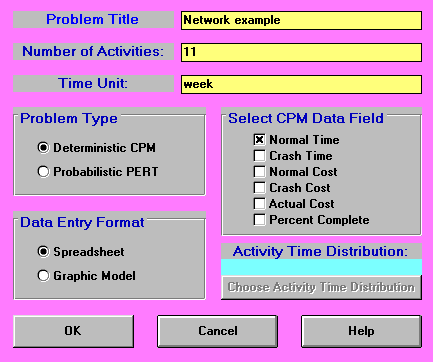 Problem Title
Network example
Number of Activities:
11
Time Unit:
week
Problem Type
Deterministic CPM
Probabilistic PERT
Select CPM Data Field
Normal Time
Crash Time
Normal Cost
Crash Cost
Actual Cost
Percent Complete
Data Entry Format
Spreadsheet
Graphic Model
Activity Time Distribution:
Choose Activity Time Distribution
OK
Cancel
Help